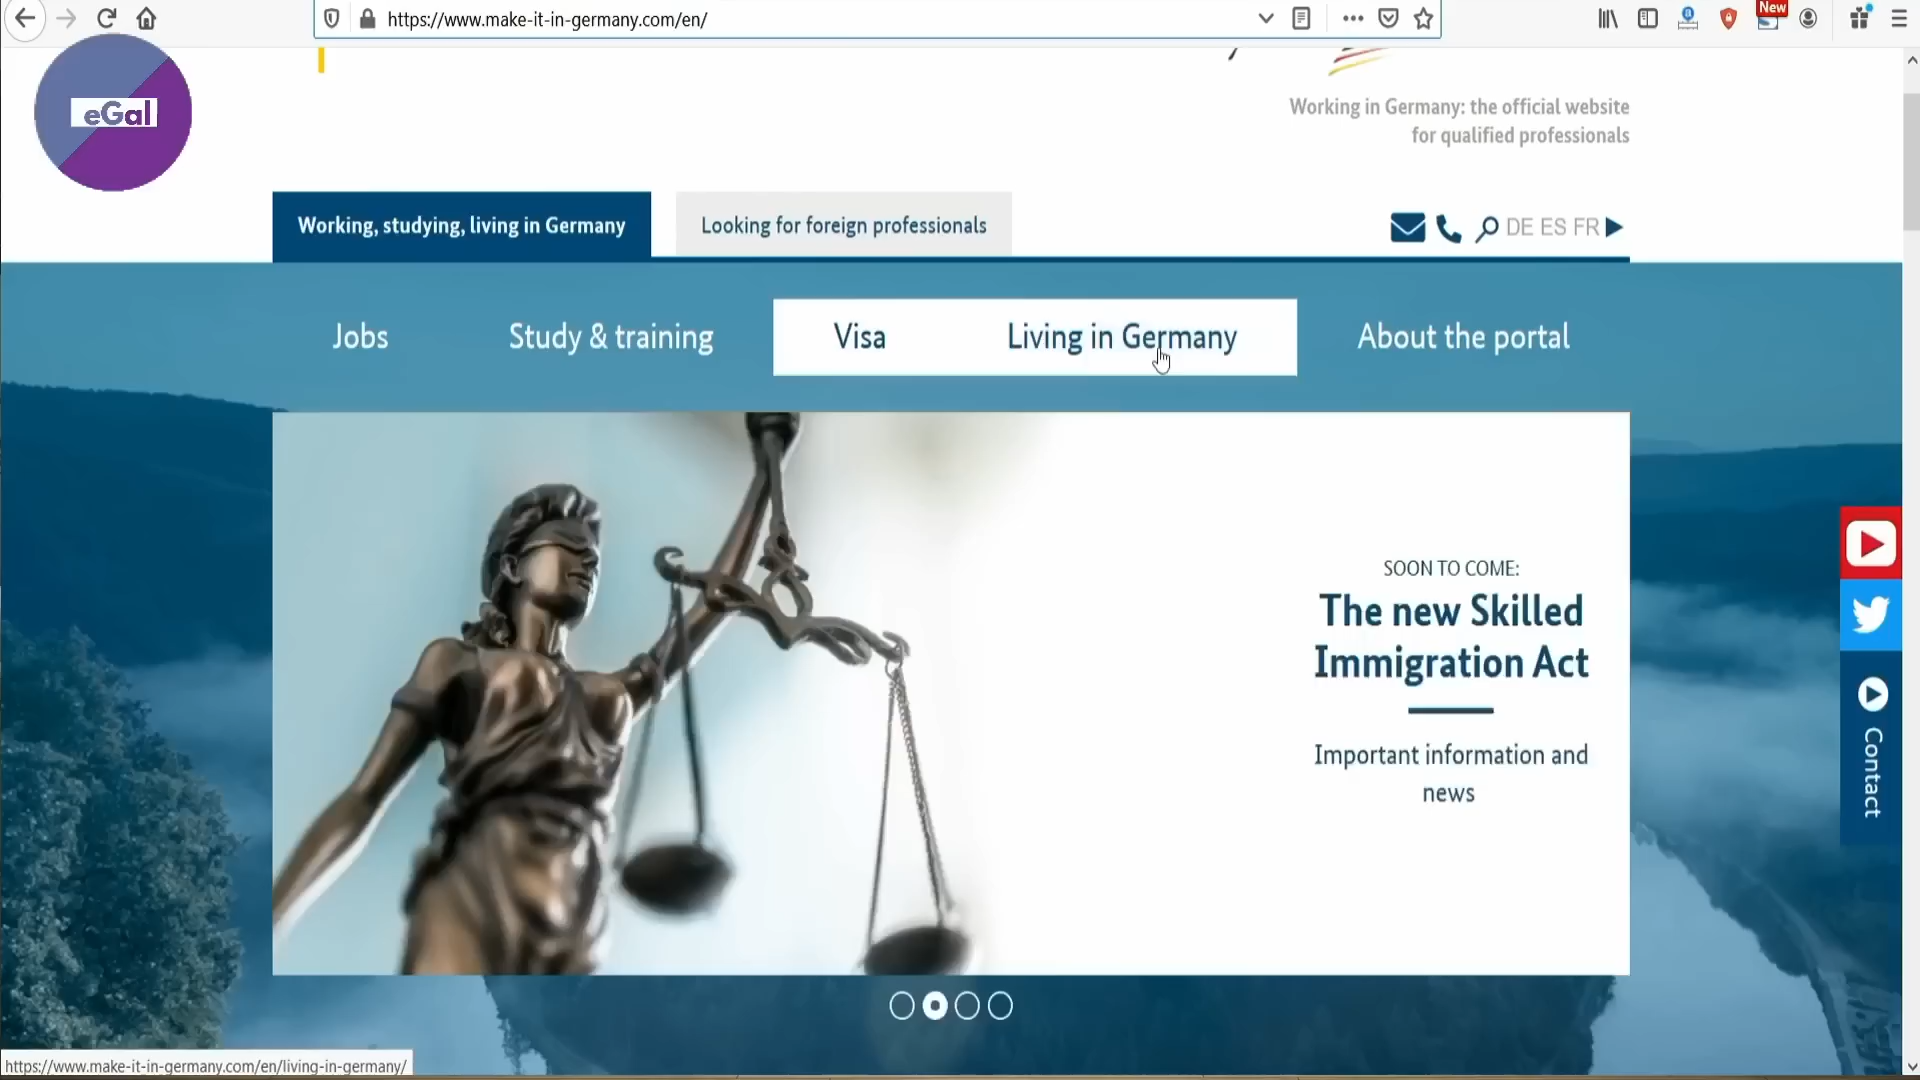 https://www.make-it-in-germany.com/en/
New
eGal
Working in Germany: the official website
for qualified professionals
Working, studying, living in Germany
Looking for foreign professionals
DE ES FR
Jobs
Study & training
Visa
Living in Germany
About the portal
SOON TO COME:
The new Skilled
Immigration Act
Important information and
news
Contact
https://www.make-it-in-germany.com/en/living-in-germany/